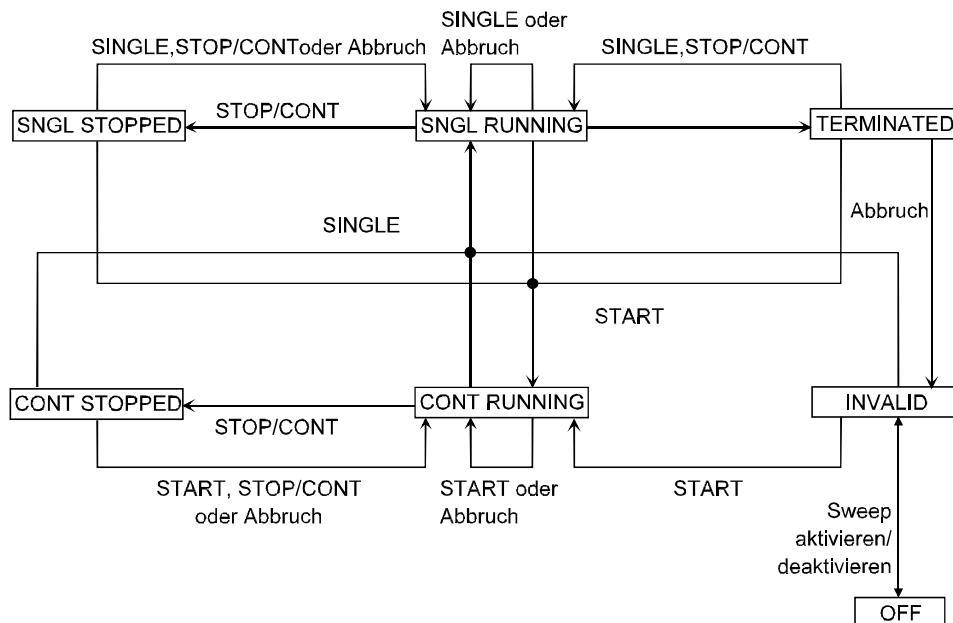 SINGLE oder
Abbruch
SINGLE,STOP/CONToder Abbruch
SINGLE,STOP/CONT
STOP/CONT
SNGL STOPPED
SNGL RUNNING
TERMINATED
Abbruch
SINGLE
START
CONT STOPPED
CONT RUNNING
INVALID
STOP/CONT
START, STOP/CONT
oder Abbruch
START oder
Abbruch
START
Sweep
aktivieren/
deaktivieren
OFF